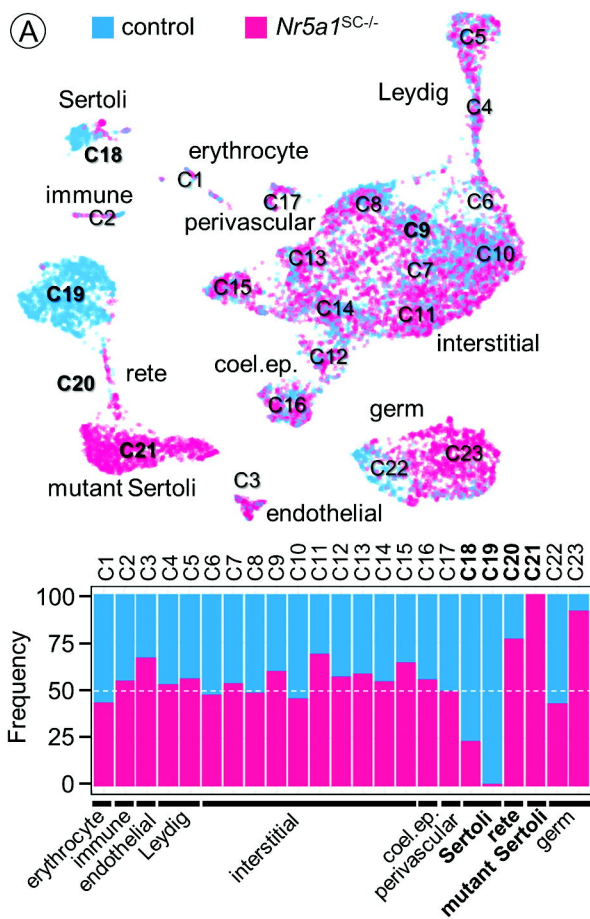 A
control
Nr5a1SC-/-
C5
Sertoli
Leydig
C4
C18
erythrocyte
C1
immune
C17
C8
C6
C2
perivascular
C9
C13
C10
C7
C19
C15
C14
C11
interstitial
C12
rete
coel.ep.
C20
C16
germ
C21
C23
C22
mutant Sertoli
C3
endothelial
C1 C2 C3 C4 C5 C6 C7 C8 C9 C10 C11 C12 C13 C14 C15 C16 C17 C18 C19 C20 C21 C22 C23
100
75
50
25
0
Frequency
erythrocyte
immune
endothelial
Leydig
interstitial
coel.ep.
perivascular
Sertoli
rete
mutant Sertoli
germ